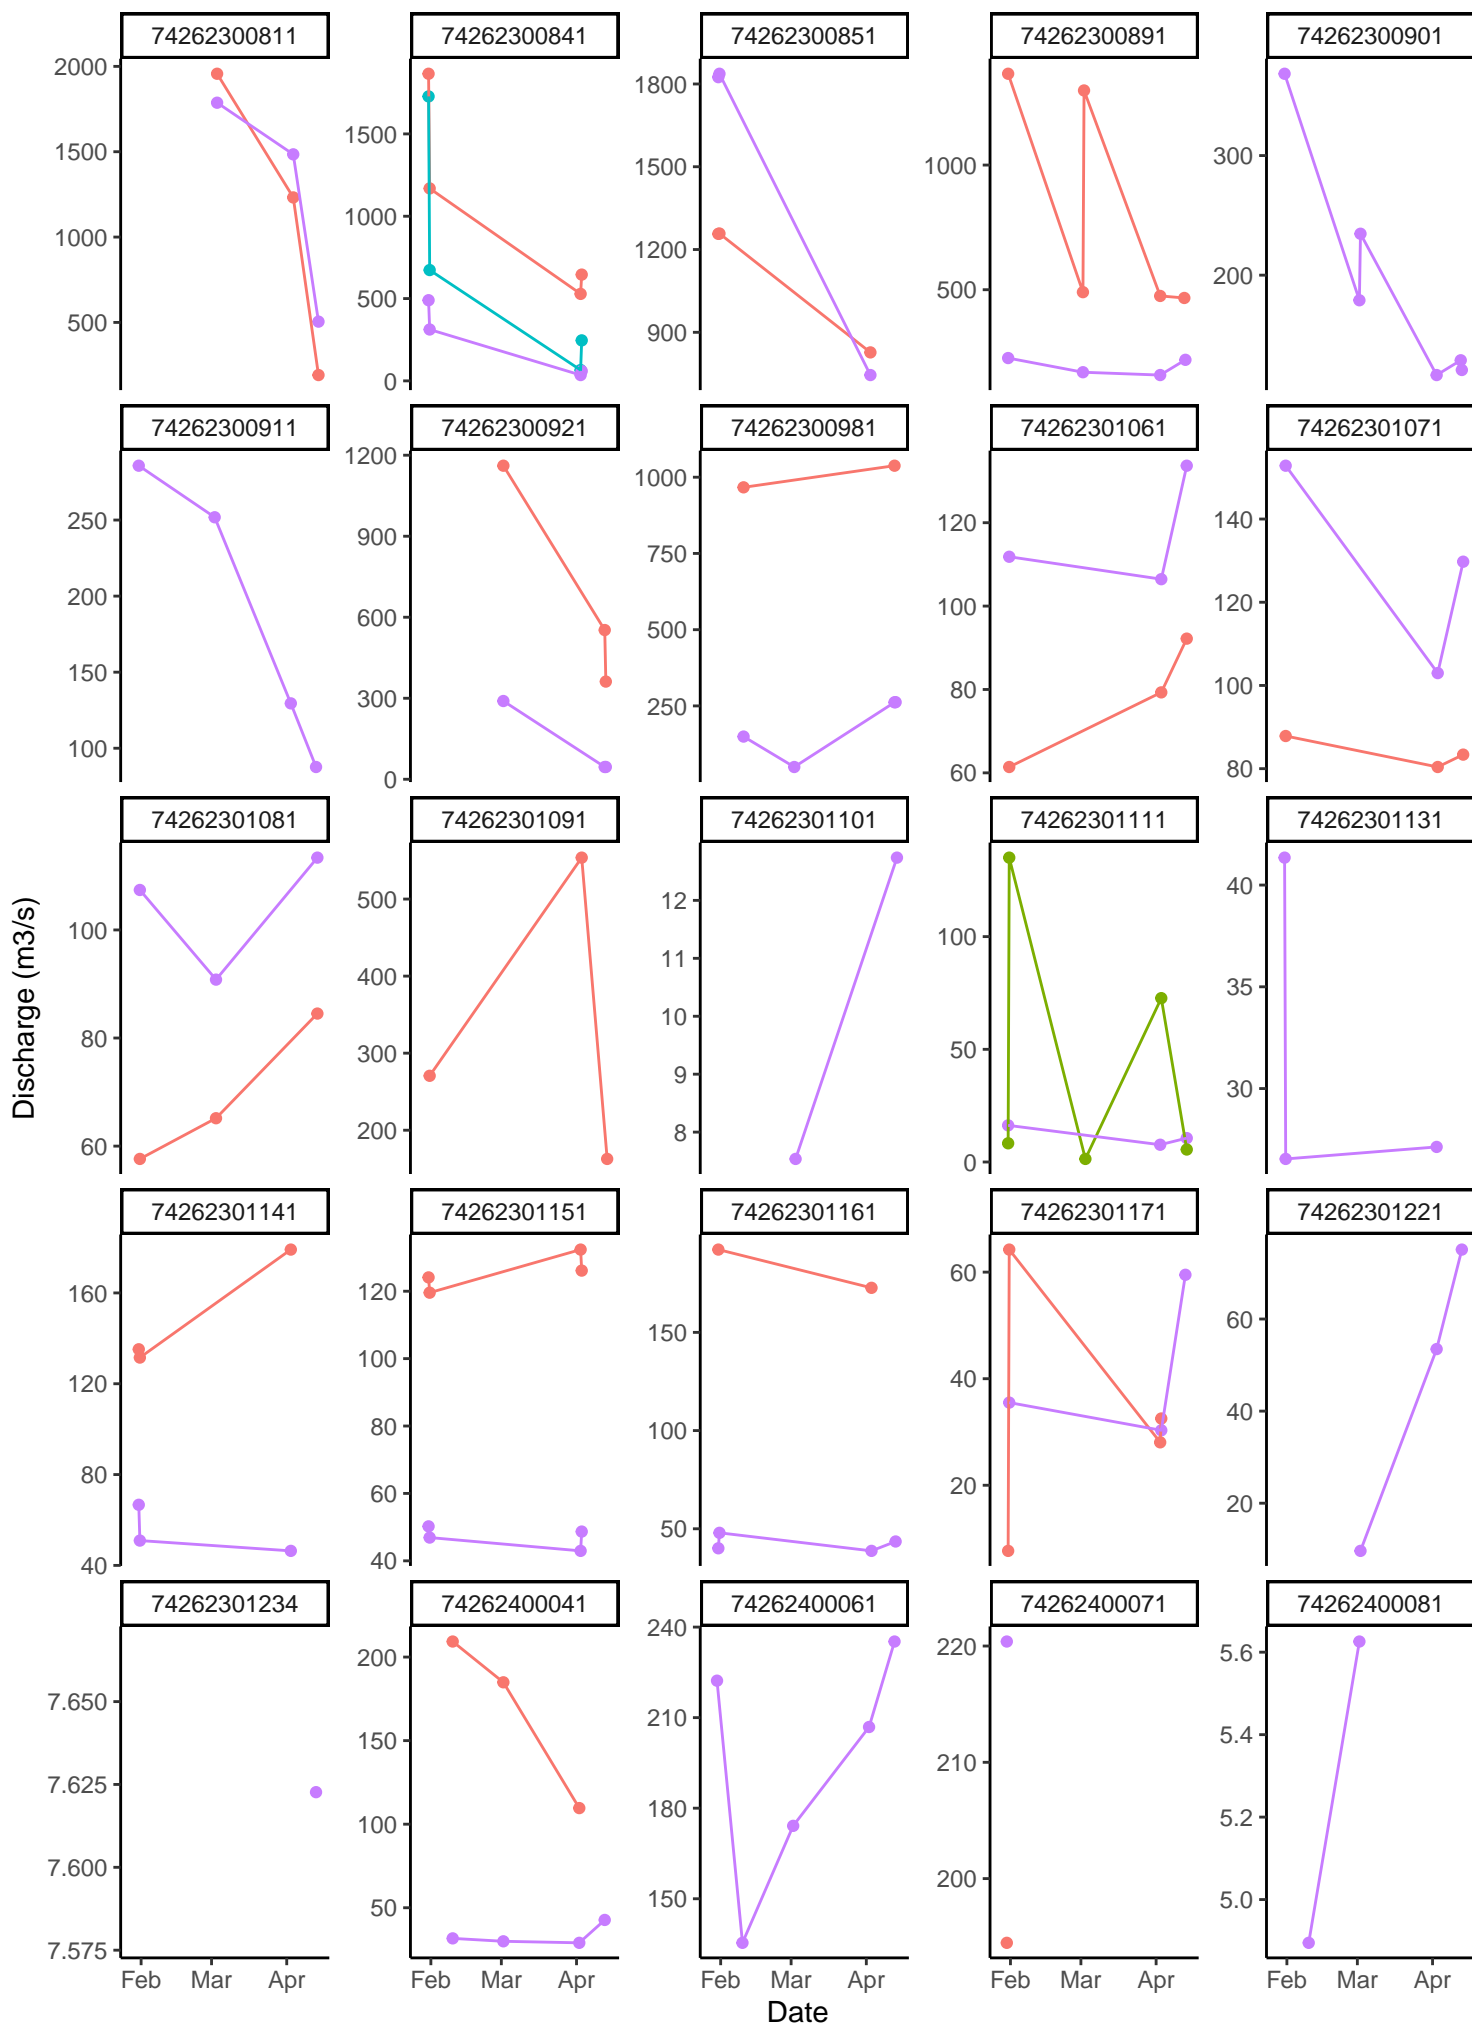 74262300811 74262300841 74262300851 74262300891 74262300901
2000 1500 1000 500
1500 1000 500 0
1800 1500 1200 900
1000 500
300 200
74262300911 74262300921 74262300981 74262301061 74262301071
250 200 150 100
1200 900 600 300 0
1000 750 500 250
120 100 80 60
140 120 100 80
74262301081 74262301091 74262301101 74262301111 74262301131
100 80 60
500 400 300 200
12 11 10 9 8
100 50 0
40 35 30
74262301141 74262301151 74262301161 74262301171 74262301221
160 120 80 40
120 100 80 60 40
150 100 50
60 40 20
60 40 20
74262301234 74262400041 74262400061 74262400071 74262400081
7.650 7.625 7.600 7.575
200 150 100 50
240 210 180 150
220 210 200
5.6 5.4 5.2 5.0
Feb Mar Apr Feb Mar Apr Feb Mar Apr Feb Mar Apr Feb Mar Apr
Date
Discharge (m3/s)